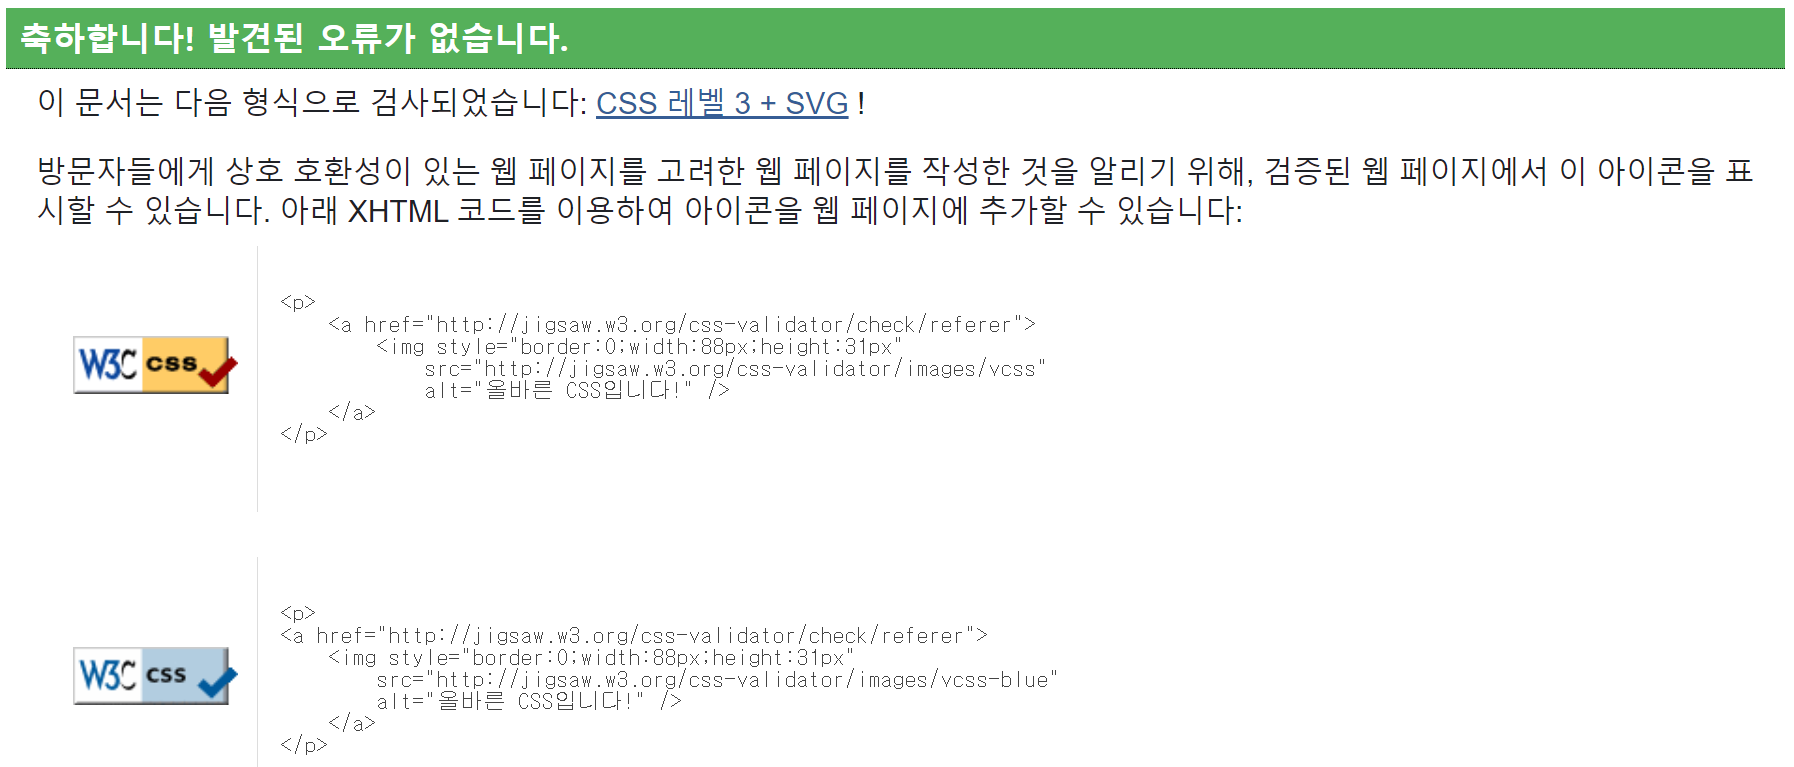 축하합니다! 발견된 오류가 없습니다.
이 문서는 다음 형식으로 검사되었습니다: CSS 레벨 3 + SVG !
방문자들에게 상호 호환성이 있는 웹 페이지를 고려한 웹 페이지를 작성한 것을 알리기 위해, 검증된 웹 페이지에서 이 아이콘을 표
시할 수 있습니다. 아래 XHTML 코드를 이용하여 아이콘을 웹 페이지에 추가할 수 있습니다:
W3C css
<p>
    <a href="http://jigsaw.w3.org/css-validator/check/referer">
        <img style="border:0;width:88px;height:31px"
            src="http://jigsaw.w3.org/css-validator/images/vcss"
            alt="올바른 CSS입니다!" />
    </a>
</p>
W3C css
<p>
<a href="http://jigsaw.w3.org/css-validator/check/referer">
    <img style="border:0;width:88px;height:31px"
        src="http://jigsaw.w3.org/css-validator/images/vcss-blue"
        alt="올바른 CSS입니다!" />
    </a>
</p>